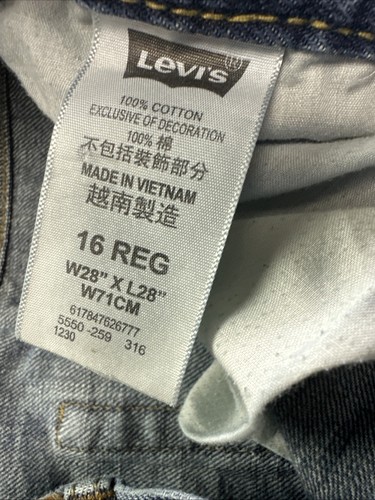 Levi's®
100% COTTON
EXCLUSIVE OF DECORATION
100% 棉
不包括裝飾部分
MADE IN VIETNAM
越南製造
16 REG
W28" X L28"
W71CM
617847626777
5550 -259 316
1230